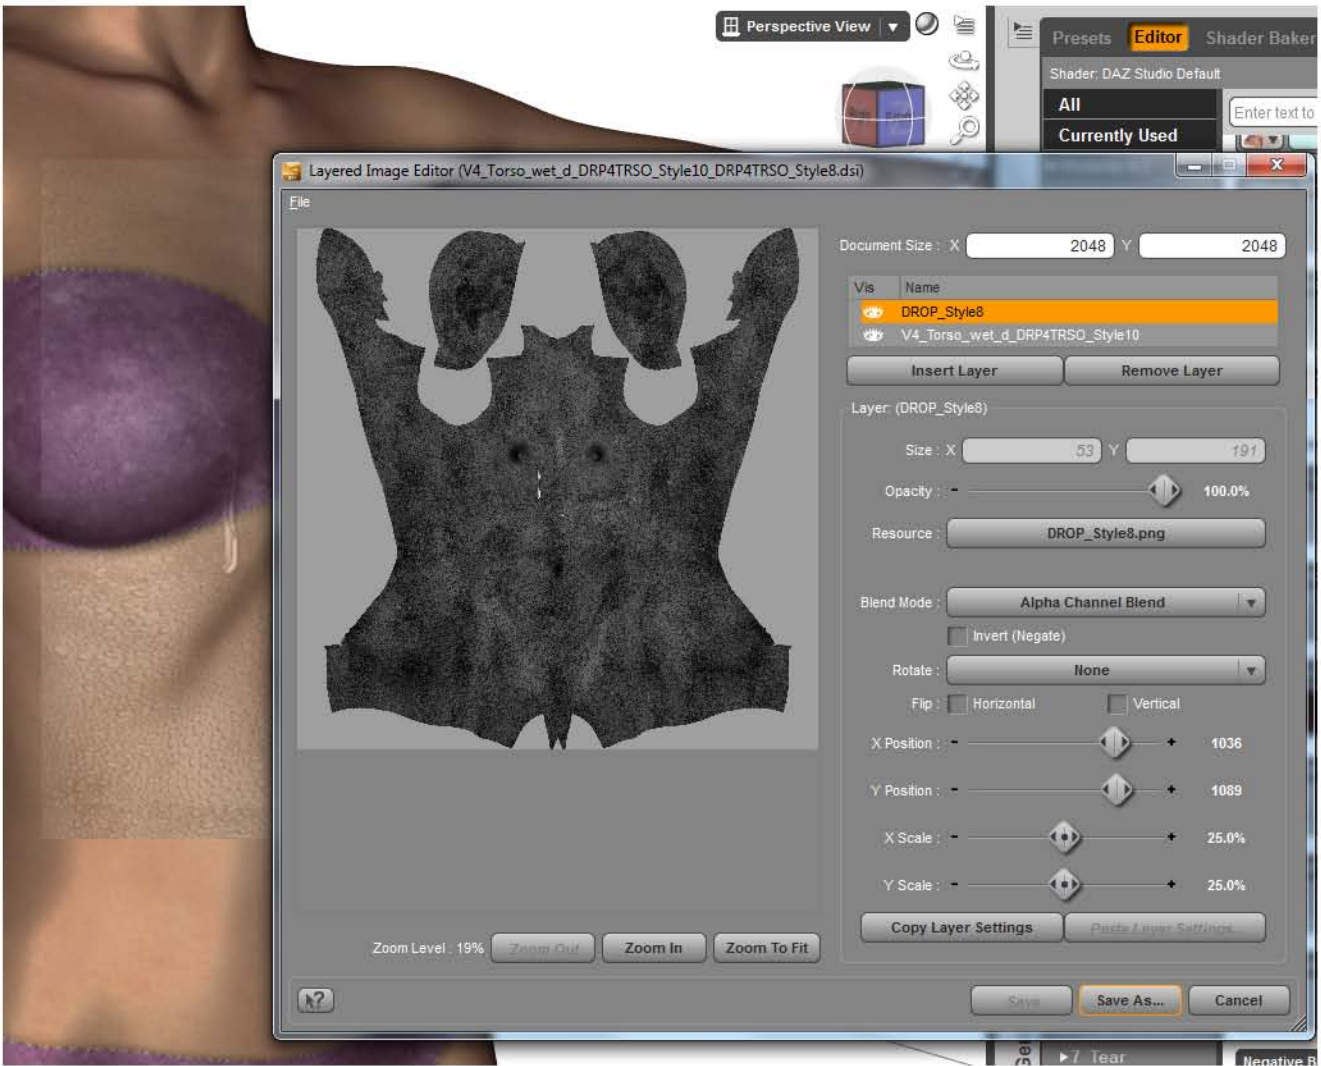 Perspective View
Presets Editor Shader Baker
Shader: DAZ Studio Default
All
Enter text to
Currently Used
Layered Image Editor (V4_Torso_wet_d_DRP4TRSO_Style10_DRP4TRSO_Style8.dsi)
File
Document Size : X 2048 Y 2048
Vis Name
DROP_Style8
V4_Torso_wet_d_DRP4TRSO_Style10
Insert Layer Remove Layer
Layer: (DROP_Style8)
Size : X 53 Y 191
Opacity : - 100.0%
Resource : DROP_Style8.png
Blend Mode : Alpha Channel Blend
Invert (Negate)
Rotate : None
Flip : Horizontal Vertical
X Position : - + 1036
Y Position : - + 1089
X Scale : - + 25.0%
Y Scale : - + 25.0%
Copy Layer Settings Paste Layer Settings...
Zoom Level : 19% Zoom Out Zoom In Zoom To Fit
Save Save As... Cancel
Ge
7 Tear
Negative B